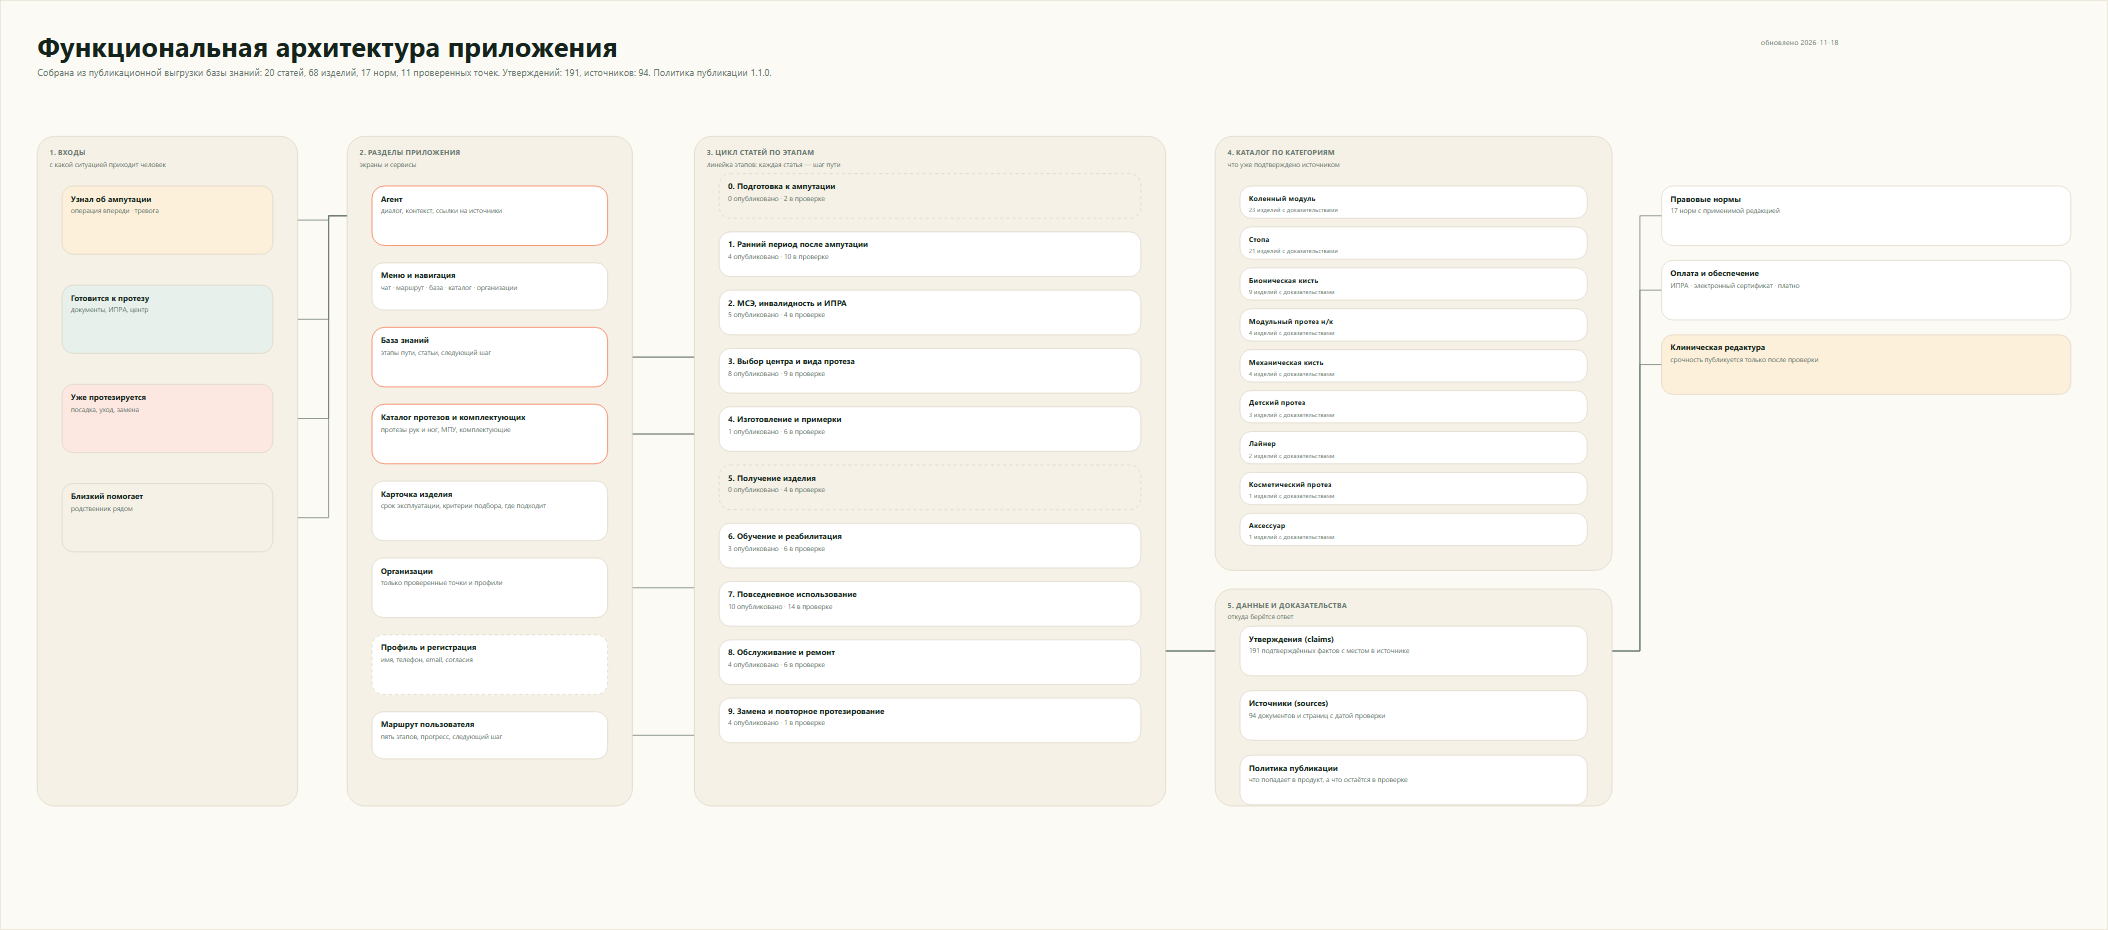 Функциональная архитектура приложения
обновлено 2026-11-18
Собрана из публикационной выгрузки базы знаний: 20 статей, 68 изделий, 17 норм, 11 проверенных точек. Утверждений: 191, источников: 94. Политика публикации 1.1.0.
1. ВХОДЫ
с какой ситуацией приходит человек
Узнал об ампутации
операция впереди · тревога
Готовится к протезу
документы, ИПРА, центр
Уже протезируется
посадка, уход, замена
Близкий помогает
родственник рядом
2. РАЗДЕЛЫ ПРИЛОЖЕНИЯ
экраны и сервисы
Агент
диалог, контекст, ссылки на источники
Меню и навигация
чат · маршрут · база · каталог · организации
База знаний
этапы пути, статьи, следующий шаг
Каталог протезов и комплектующих
протезы рук и ног, МПУ, комплектующие
Карточка изделия
срок эксплуатации, критерии подбора, где подходит
Организации
только проверенные точки и профили
Профиль и регистрация
имя, телефон, email, согласия
Маршрут пользователя
пять этапов, прогресс, следующий шаг
3. ЦИКЛ СТАТЕЙ ПО ЭТАПАМ
линейка этапов: каждая статья — шаг пути
0. Подготовка к ампутации
0 опубликовано · 2 в проверке
1. Ранний период после ампутации
4 опубликовано · 10 в проверке
2. МСЭ, инвалидность и ИПРА
5 опубликовано · 4 в проверке
3. Выбор центра и вида протеза
8 опубликовано · 9 в проверке
4. Изготовление и примерки
1 опубликовано · 6 в проверке
5. Получение изделия
0 опубликовано · 4 в проверке
6. Обучение и реабилитация
3 опубликовано · 6 в проверке
7. Повседневное использование
10 опубликовано · 14 в проверке
8. Обслуживание и ремонт
4 опубликовано · 6 в проверке
9. Замена и повторное протезирование
4 опубликовано · 1 в проверке
4. КАТАЛОГ ПО КАТЕГОРИЯМ
что уже подтверждено источником
Коленный модуль
23 изделий с доказательствами
Стопа
21 изделий с доказательствами
Бионическая кисть
9 изделий с доказательствами
Модульный протез н/к
4 изделий с доказательствами
Механическая кисть
4 изделий с доказательствами
Детский протез
3 изделий с доказательствами
Лайнер
2 изделий с доказательствами
Косметический протез
1 изделий с доказательствами
Аксессуар
1 изделий с доказательствами
5. ДАННЫЕ И ДОКАЗАТЕЛЬСТВА
откуда берётся ответ
Утверждения (claims)
191 подтверждённых фактов с местом в источнике
Источники (sources)
94 документов и страниц с датой проверки
Политика публикации
что попадает в продукт, а что остаётся в проверке
Правовые нормы
17 норм с применимой редакцией
Оплата и обеспечение
ИПРА · электронный сертификат · платно
Клиническая редактура
срочность публикуется только после проверки